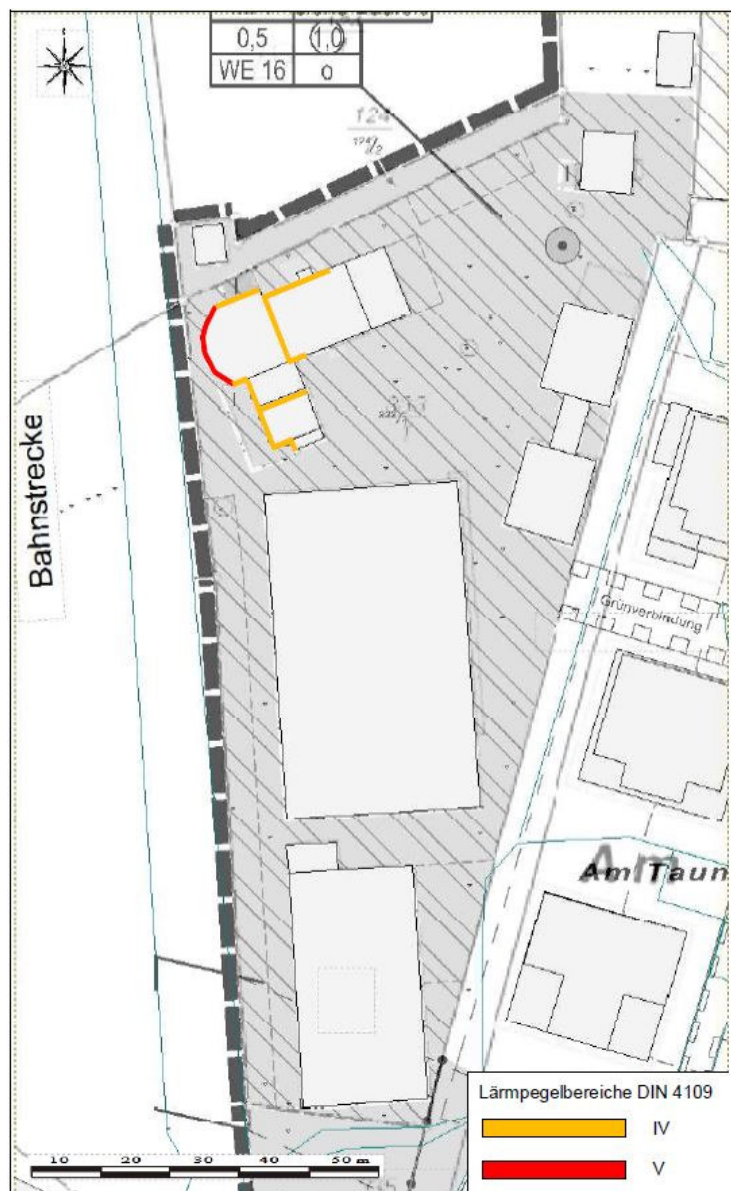 0,5 1,0
WE 16 o
124
Bahnstrecke
Grünverbindung
Am
Am Taun
Lärmpegelbereiche DIN 4109
IV
V
10 20 30 40 50 m